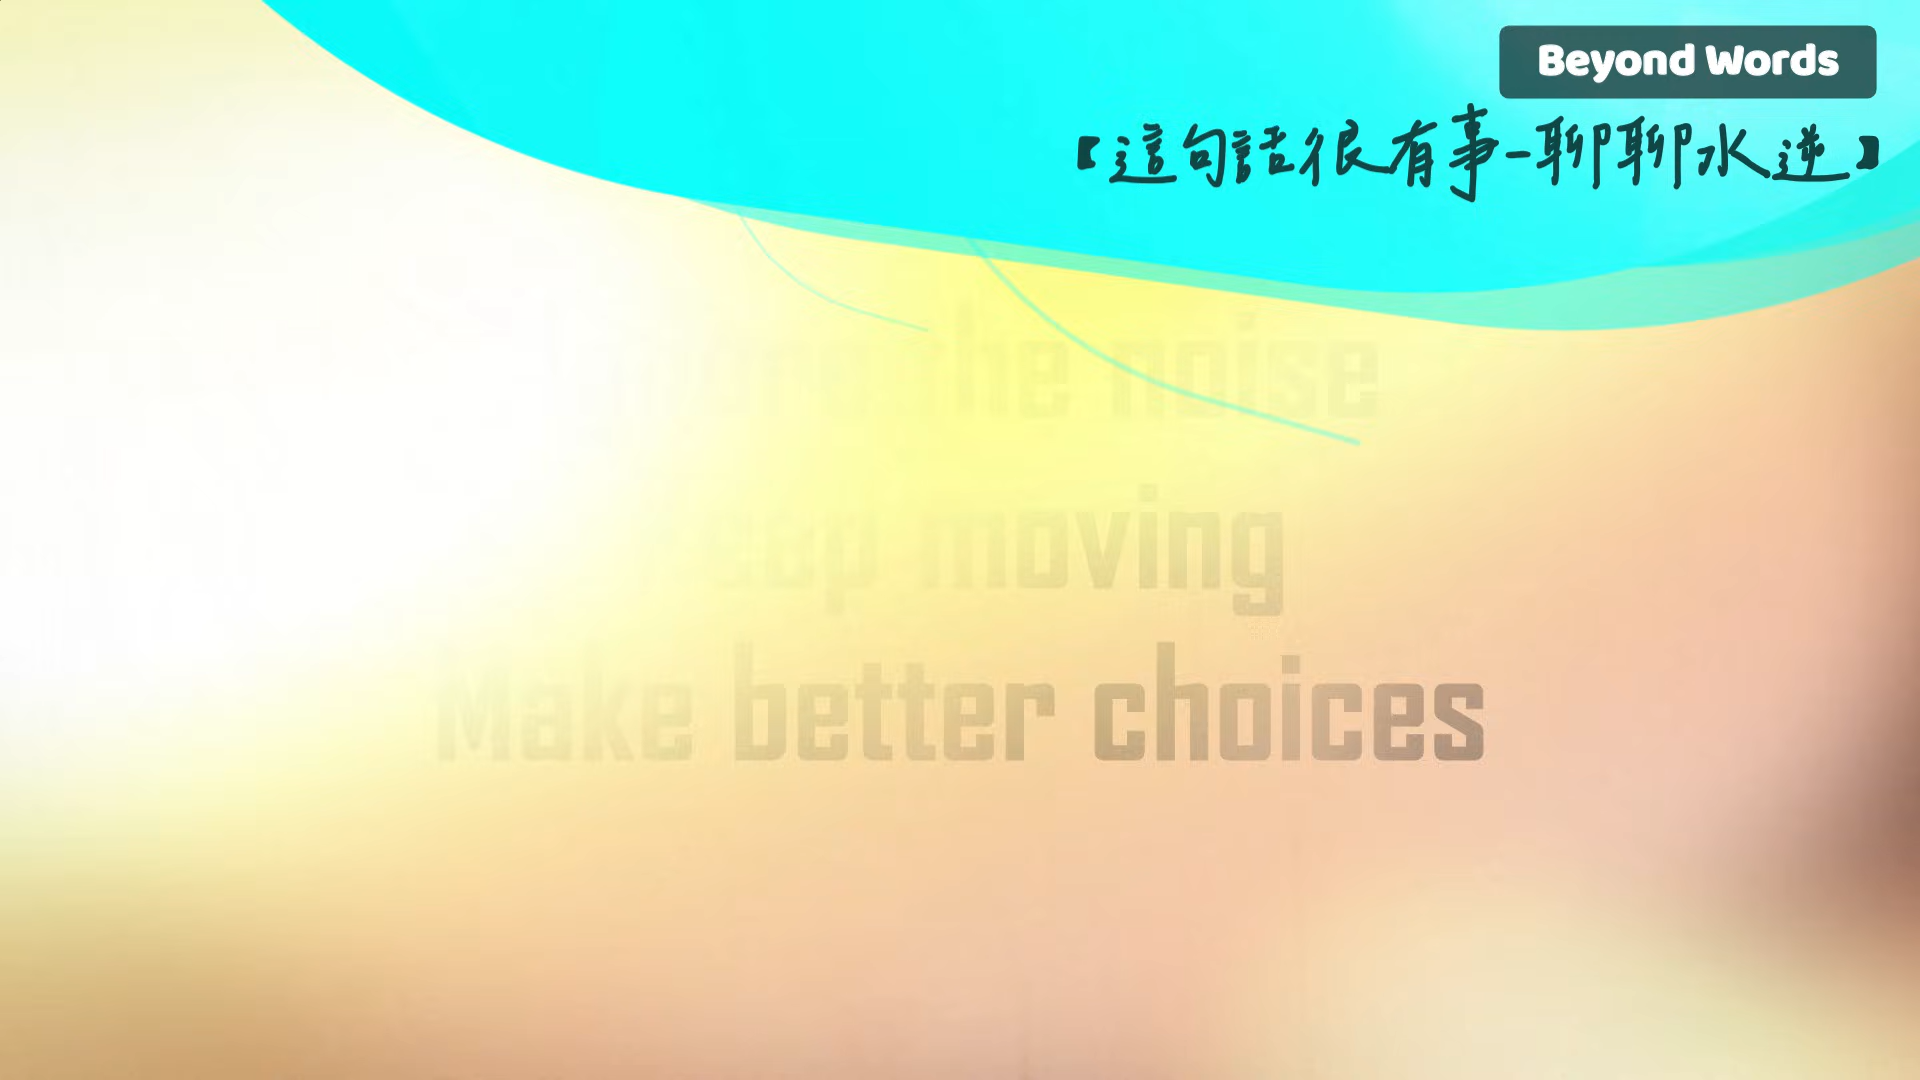 Beyond Words
【這句話很有事-聊聊水逆】
the noise
moving
Make better choices